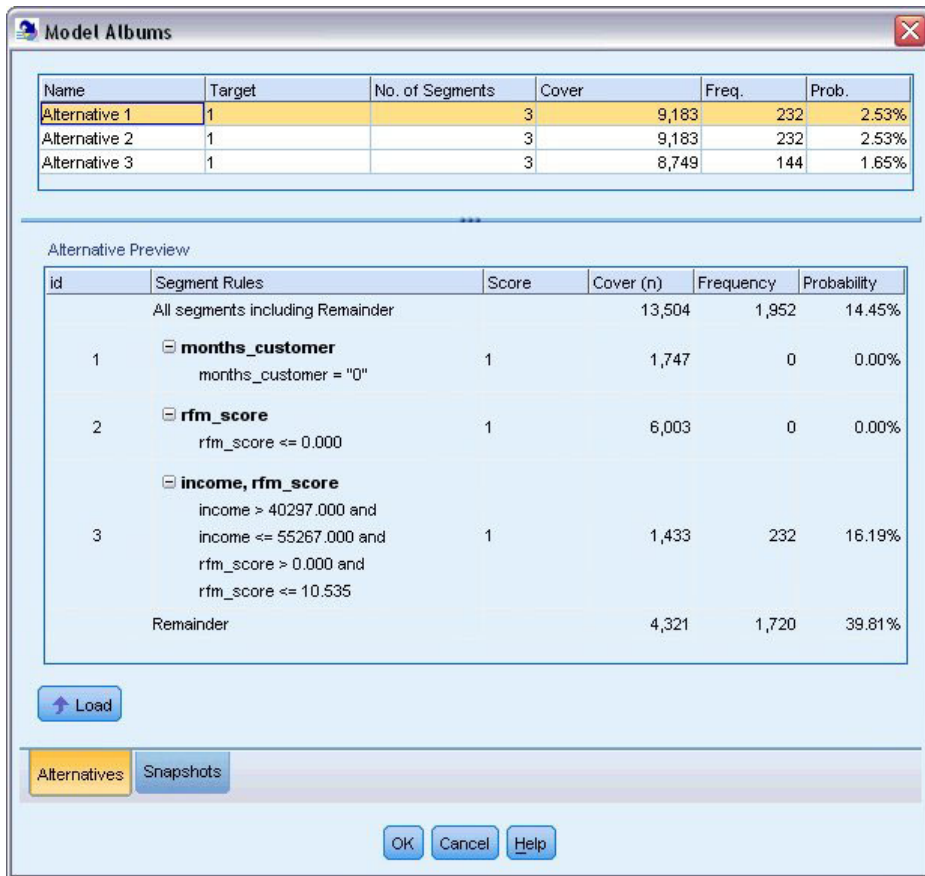 Model Albums
Name Target No. of Segments Cover Freq. Prob.
Alternative 1 1 3 9,183 232 2.53%
Alternative 2 1 3 9,183 232 2.53%
Alternative 3 1 3 8,749 144 1.65%
Alternative Preview
id Segment Rules Score Cover (n) Frequency Probability
All segments including Remainder 13,504 1,952 14.45%
months_customer
1 1 1,747 0 0.00%
months_customer = "0"
rfm_score
2 1 6,003 0 0.00%
rfm_score <= 0.000
income, rfm_score
income > 40297.000 and
income <= 55267.000 and
3 1 1,433 232 16.19%
rfm_score > 0.000 and
rfm_score <= 10.535
Remainder 4,321 1,720 39.81%
Load
Alternatives Snapshots
OK Cancel Help